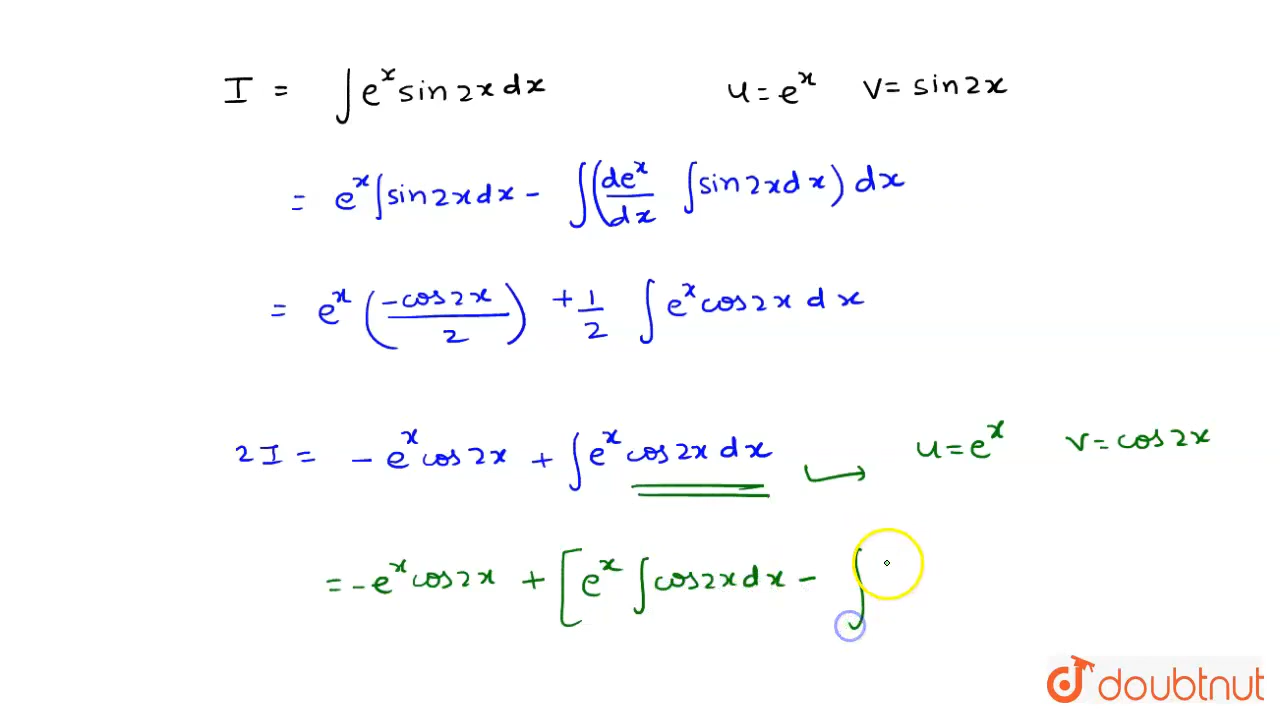 I = ∫e^x sin 2x dx    u = e^x  v = sin 2x
= e^x ∫sin 2x dx - ∫(de^x/dx ∫sin 2x dx) dx
= e^x (-cos 2x/2) + 1/2 ∫e^x cos 2x dx
2I = - e^x cos 2x + ∫e^x cos 2x dx    u = e^x  v = cos 2x
= - e^x cos 2x + [e^x ∫cos 2x dx - ∫
doubtnut